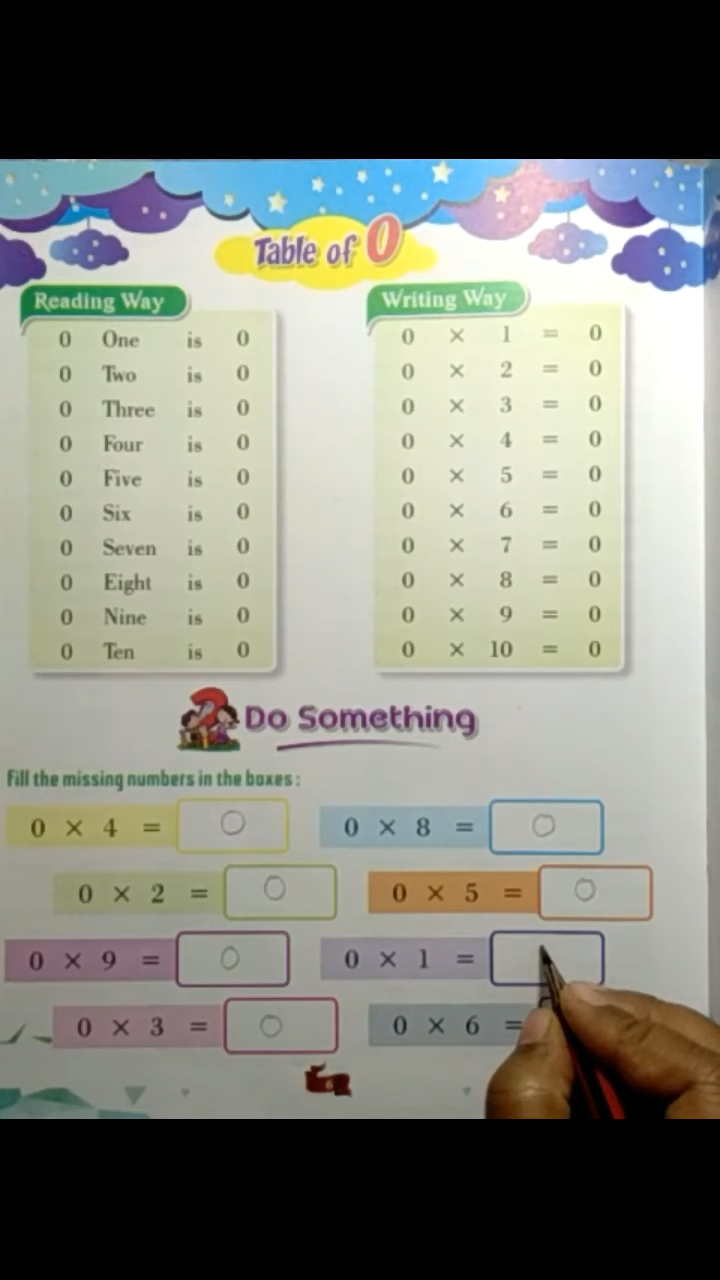 Table of 0
Reading Way
0 One is 0
0 Two is 0
0 Three is 0
0 Four is 0
0 Five is 0
0 Six is 0
0 Seven is 0
0 Eight is 0
0 Nine is 0
0 Ten is 0
Writing Way
0 × 1 = 0
0 × 2 = 0
0 × 3 = 0
0 × 4 = 0
0 × 5 = 0
0 × 6 = 0
0 × 7 = 0
0 × 8 = 0
0 × 9 = 0
0 × 10 = 0
Do Something
Fill the missing numbers in the boxes :
0 × 4 = 0
0 × 8 = 0
0 × 2 = 0
0 × 5 = 0
0 × 9 = 0
0 × 1 =
0 × 3 = 0
0 × 6 =